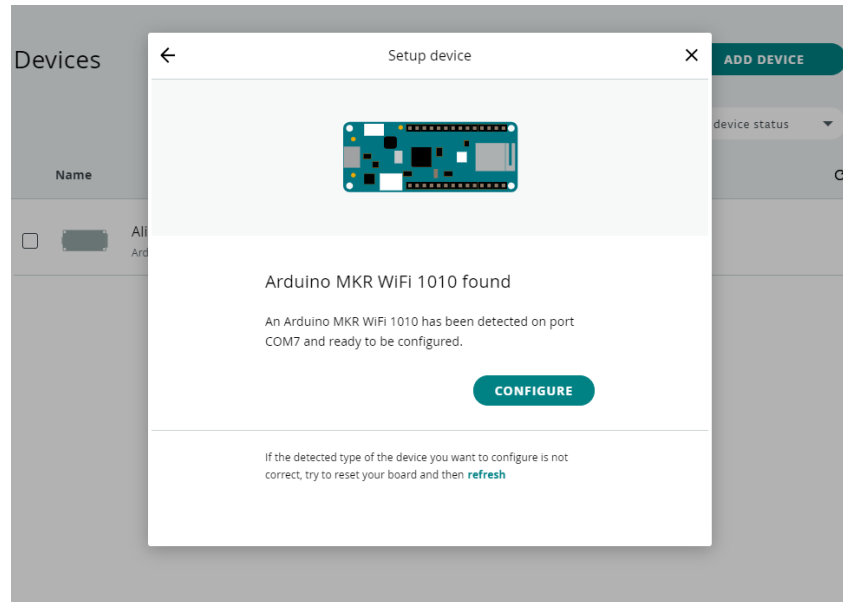 Devices
Setup device
ADD DEVICE
device status
Name
Ali
Ard
Arduino MKR WiFi 1010 found
An Arduino MKR WiFi 1010 has been detected on port
COM7 and ready to be configured.
CONFIGURE
If the detected type of the device you want to configure is not
correct, try to reset your board and then refresh